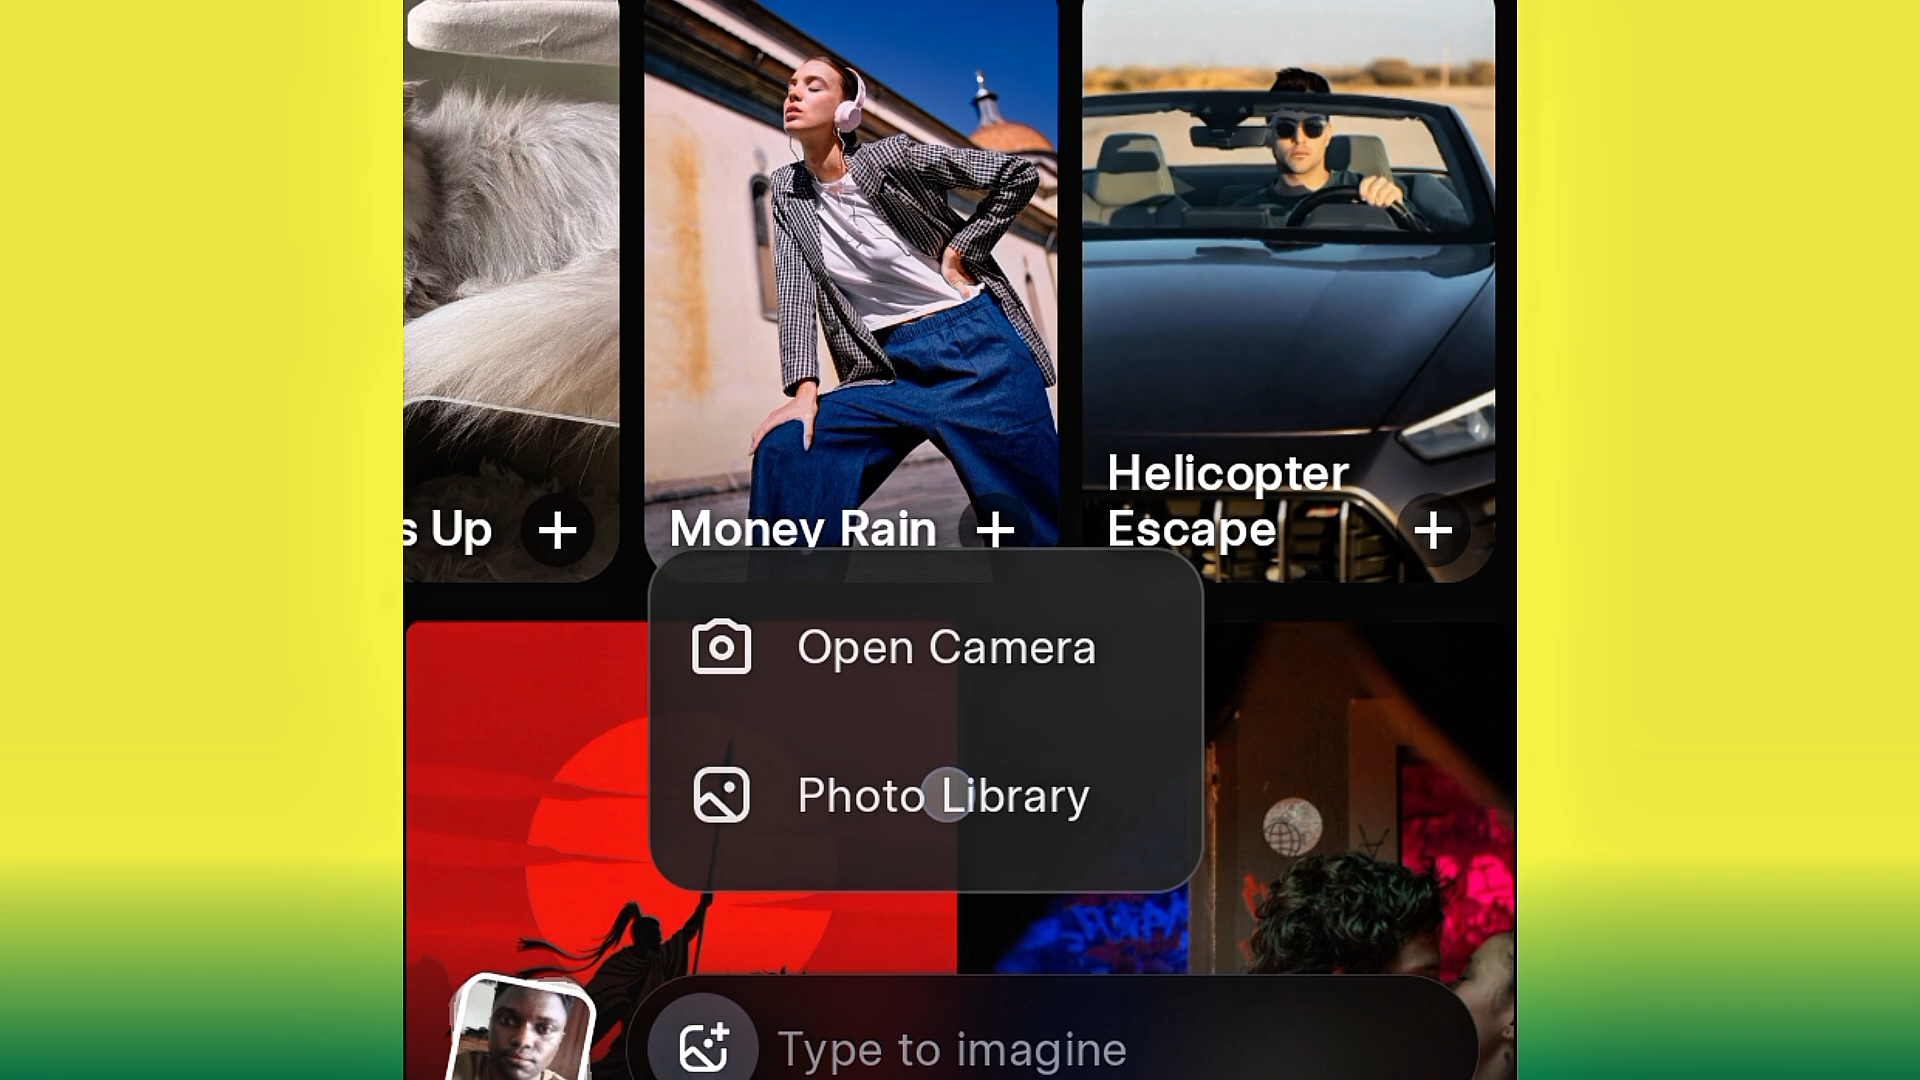 s Up
Money Rain
Helicopter
Escape
Open Camera
Photo Library
Type to imagine